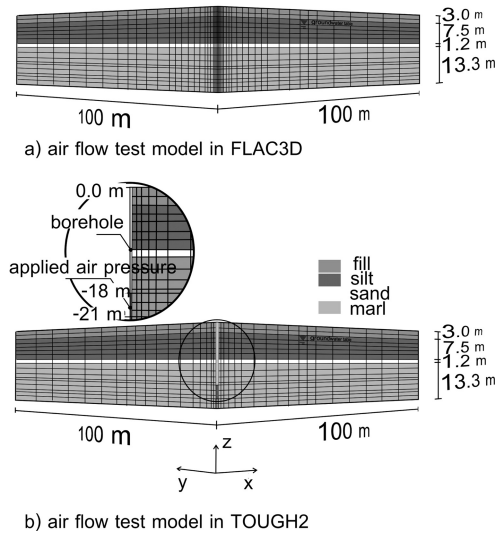 3.0 m
7.5 m
1.2 m
13.3 m
100 m
100 m
a) air flow test model in FLAC3D
0.0 m
borehole
applied air pressure
-18 m
-21 m
fill
silt
sand
marl
3.0 m
7.5 m
1.2 m
13.3 m
100 m
100 m
z
y
x
b) air flow test model in TOUGH2